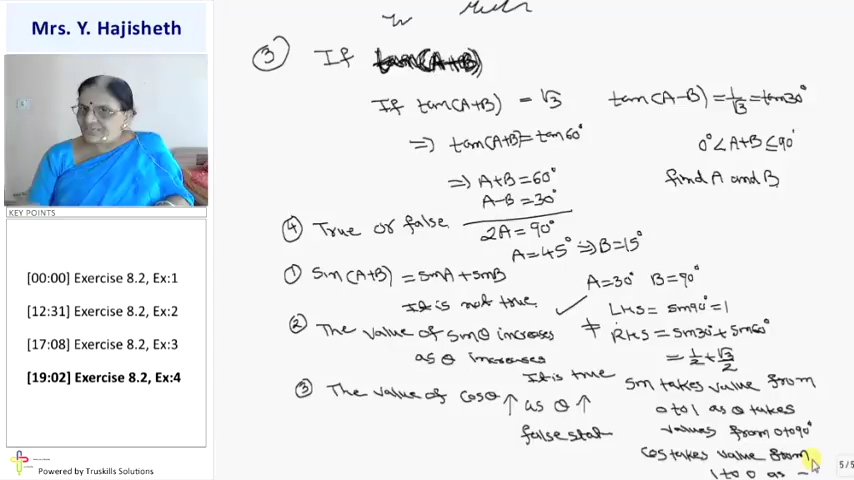 Mrs. Y. Hajisheth
KEY POINTS
[00:00] Exercise 8.2, Ex:1
[12:31] Exercise 8.2, Ex:2
[17:08] Exercise 8.2, Ex:3
[19:02] Exercise 8.2, Ex:4
Powered by Truskills Solutions
③ If
If tan(A+B) = √3 tan(A-B) = 1/√3 = tan30°
⇒ tan(A+B) = tan60° 0° < A+B ≤ 90°
⇒ A+B = 60° find A and B
A-B = 30°
④ True or false 2A = 90°
A = 45° ⇒ B = 15°
① Sin(A+B) = SinA + SinB A=30° B=90°
It is not true LHS = sin90° = 1
② The value of sinθ increases ≠ RHS = sin30° + sin60°
as θ increases = 1/2 + √3/2
It is true
③ The value of cosθ ↑ as θ ↑ Sin takes value from
0 to 1 as θ takes
false stat values from 0 to 90°
Cos takes value from
1 to 0 as
5/5